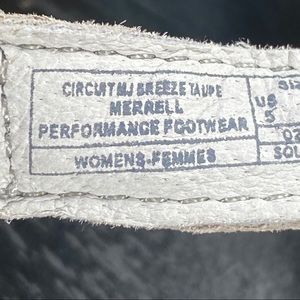 CIRCUIT MJ BREEZE TAUPE
MERRELL
PERFORMANCE FOOTWEAR
WOMENS-FEMMES
US
5